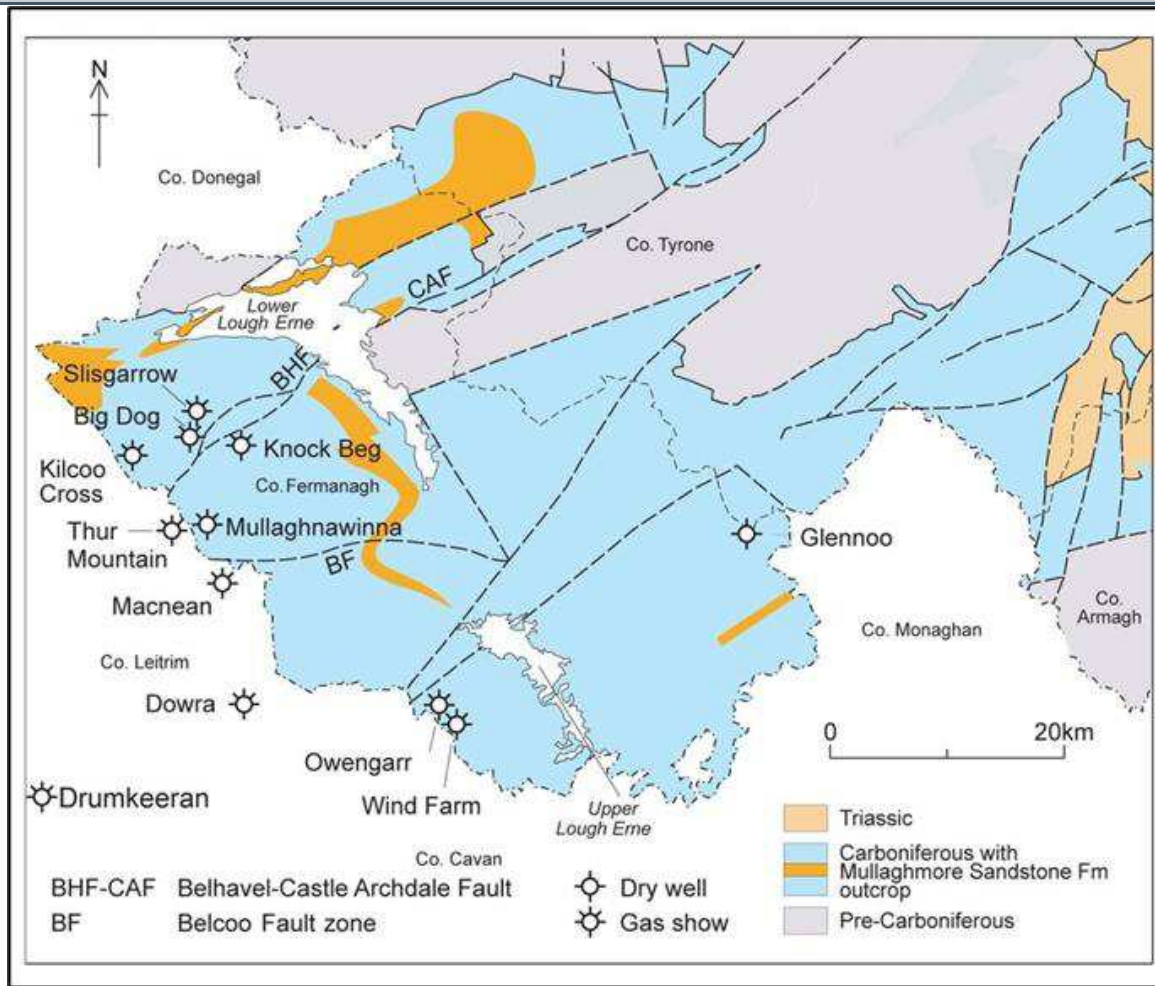 N
Co. Donegal
Co. Tyrone
CAF
Lower
Lough Erne
BHF
Slisgarrow
Big Dog
Knock Beg
Kilcoo
Cross
Co. Fermanagh
Thur
Mountain
Mullaghnawinna
BF
Glennoo
Macnean
Co.
Armagh
Co. Monaghan
Co. Leitrim
Dowra
0 20km
Owengarr
Wind Farm
Upper
Lough Erne
Drumkeeran
Co. Cavan
BHF-CAF Belhavel-Castle Archdale Fault
BF Belcoo Fault zone
Dry well
Gas show
Triassic
Carboniferous with
Mullaghmore Sandstone Fm
outcrop
Pre-Carboniferous